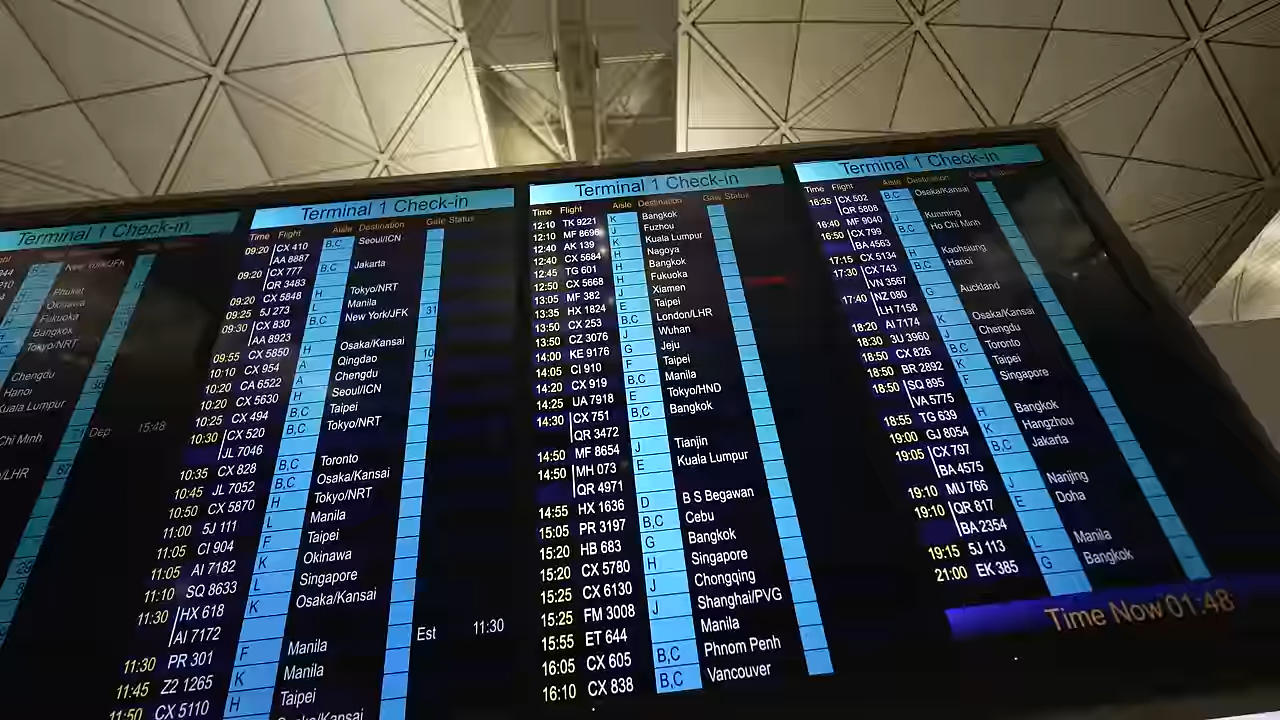 Terminal 1 Check-in
New York/JFK
Phuket
Okinawa
Fukuoka
Bangkok
Tokyo/NRT
Chengdu
Hanoi
Kuala Lumpur
Chi Minh
Dep 15:48
/LHR
Terminal 1 Check-in
Time Flight Aisle Destination Gate Status
09:20 CX 410 B,C Seoul/ICN
AA 8887
09:20 CX 777 B,C Jakarta
QR 3483
09:20 CX 5848 H Tokyo/NRT
09:25 5J 273 L Manila
09:30 CX 830 B,C New York/JFK 31
AA 8923
09:55 CX 5850 H Osaka/Kansai
10:10 CX 954 A Qingdao 10
10:20 CA 6522 A Chengdu 1
10:20 CX 5630 H Seoul/ICN
10:25 CX 494 B,C Taipei
10:30 CX 520 B,C Tokyo/NRT
JL 7046
10:35 CX 828 B,C Toronto
10:45 JL 7052 B,C Osaka/Kansai
10:50 CX 5870 H Tokyo/NRT
11:00 5J 111 L Manila
11:05 CI 904 F Taipei
11:05 AI 7182 K Okinawa
11:10 SQ 8633 L Singapore
11:30 HX 618 K Osaka/Kansai
AI 7172 Est 11:30
11:30 PR 301 F Manila
11:45 Z2 1265 K Manila
11:50 CX 5110 H Taipei
Osaka/Kansai
Terminal 1 Check-in
Time Flight Aisle Destination Gate Status
12:10 TK 9221 K Bangkok
12:10 MF 8696 J Fuzhou
12:40 AK 139 K Kuala Lumpur
12:40 CX 5684 H Nagoya
12:45 TG 601 H Bangkok
12:50 CX 5668 H Fukuoka
13:05 MF 382 J Xiamen
13:35 HX 1824 E Taipei
13:50 CX 253 B,C London/LHR
13:50 CZ 3076 J Wuhan
14:00 KE 9176 G Jeju
14:05 CI 910 F Taipei
14:20 CX 919 B,C Manila
14:25 UA 7918 E Tokyo/HND
14:30 CX 751 B,C Bangkok
QR 3472
14:50 MF 8654 J Tianjin
14:50 MH 073 E Kuala Lumpur
QR 4971
14:55 HX 1636 D B S Begawan
15:05 PR 3197 B,C Cebu
15:20 HB 683 G Bangkok
15:20 CX 5780 H Singapore
15:25 CX 6130 J Chongqing
15:25 FM 3008 J Shanghai/PVG
15:55 ET 644 Manila
16:05 CX 605 B,C Phnom Penh
16:10 CX 838 B,C Vancouver
Terminal 1 Check-in
Time Flight Aisle Destination Gate Status
16:35 CX 502 B,C Osaka/Kansai
QR 5808
16:40 MF 9040 J Kunming
16:50 CX 799 B,C Ho Chi Minh
BA 4563
17:15 CX 5134 H Kaohsiung
17:30 CX 743 B,C Hanoi
VN 3567
17:40 NZ 080 G Auckland
LH 7158
18:20 AI 7174 K Osaka/Kansai
18:30 3U 3960 J Chengdu
18:50 CX 826 B,C Toronto
18:50 BR 2892 K Taipei
18:50 SQ 895 F Singapore
VA 5775
18:55 TG 639 H Bangkok
19:00 GJ 8054 K Hangzhou
19:05 CX 797 B,C Jakarta
BA 4575
19:10 MU 766 J Nanjing
19:10 QR 817 E Doha
BA 2354
19:15 5J 113 L Manila
21:00 EK 385 G Bangkok
Time Now 01:48